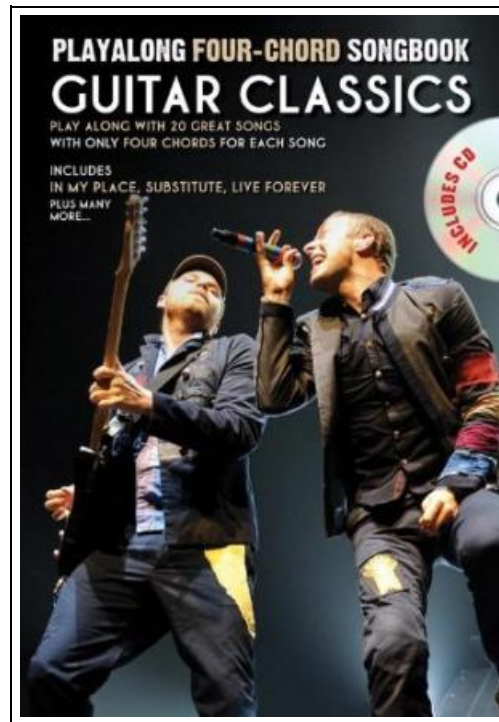 PLAYALONG FOUR-CHORD SONGBOOK
GUITAR CLASSICS
PLAY ALONG WITH 20 GREAT SONGS
WITH ONLY FOUR CHORDS FOR EACH SONG
INCLUDES
IN MY PLACE, SUBSTITUTE, LIVE FOREVER
PLUS MANY
MORE...
INCLUDES CD